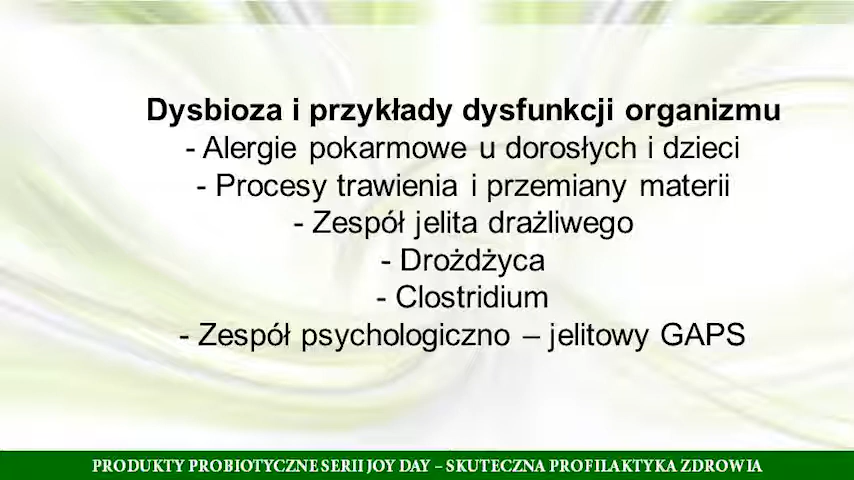 Dysbioza i przykłady dysfunkcji organizmu
- Alergie pokarmowe u dorosłych i dzieci
- Procesy trawienia i przemiany materii
- Zespół jelita drażliwego
- Drożdżyca
- Clostridium
- Zespół psychologiczno – jelitowy GAPS
PRODUKTY PROBIOTYCZNE SERII JOY DAY – SKUTECZNA PROFILAKTYKA ZDROWIA